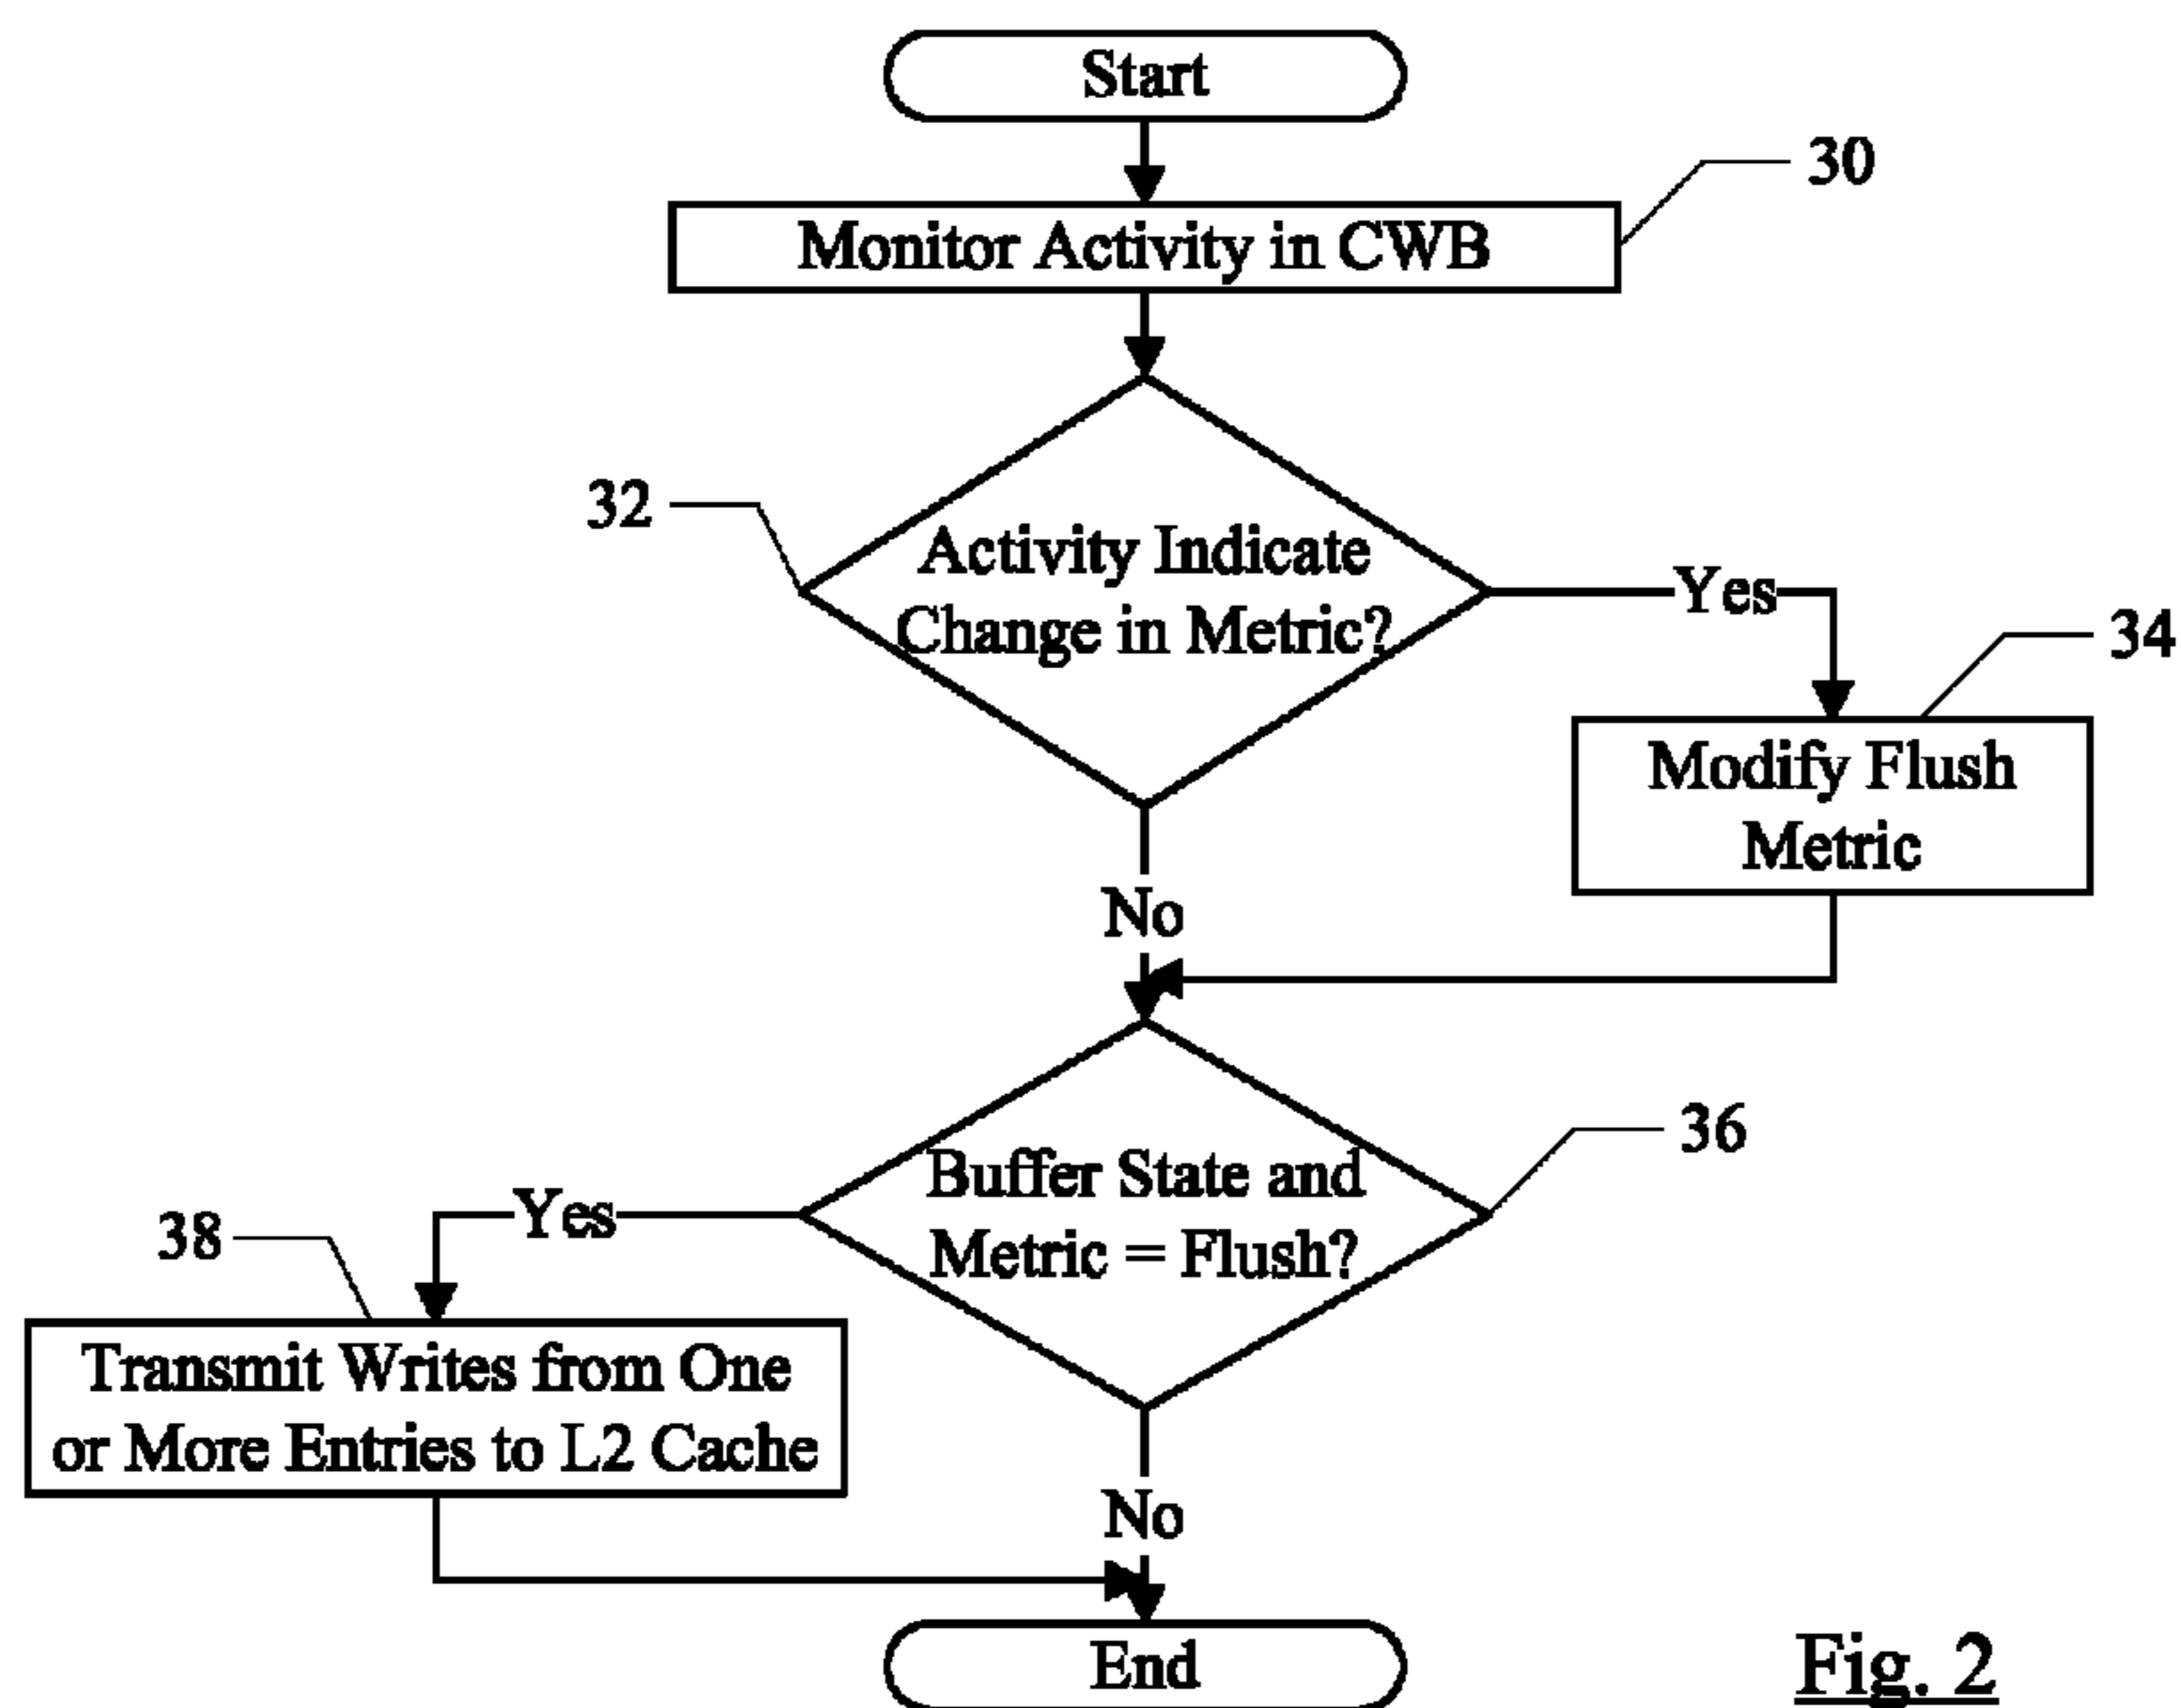 Start
30
Monitor Activity in CWB
32
Activity Indicate
Change in Metric?
Yes
34
Modify Flush
Metric
No
36
Buffer State and
Metric = Flush?
Yes
38
Transmit Writes from One
or More Entries to L2 Cache
No
End
Fig. 2